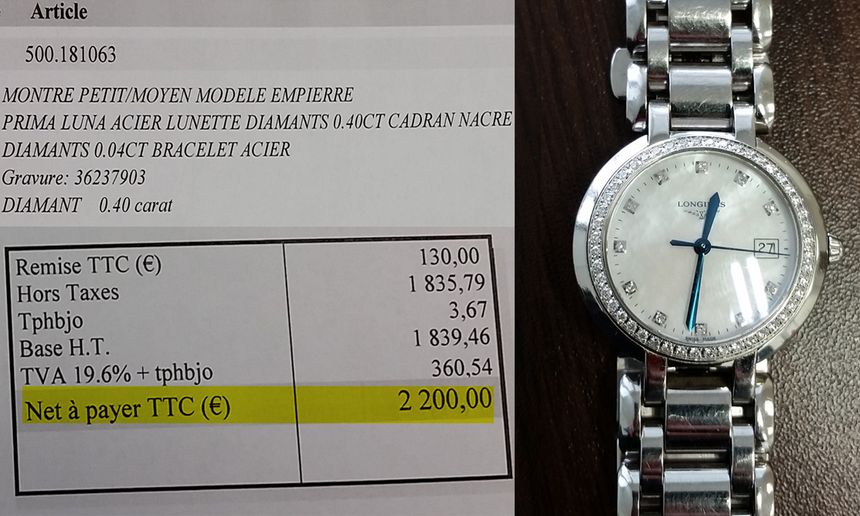 Article
500.181063
MONTRE PETIT/MOYEN MODELE EMPIERRE
PRIMA LUNA ACIER LUNETTE DIAMANTS 0.40CT CADRAN NACRE
DIAMANTS 0.04CT BRACELET ACIER
Gravure: 36237903
DIAMANT 0.40 carat
Remise TTC (€) 130,00
Hors Taxes 1 835,79
Tphbjo 3,67
Base H.T. 1 839,46
TVA 19.6% + tphbjo 360,54
Net à payer TTC (€) 2 200,00
LONGINES
27
SWISS MADE